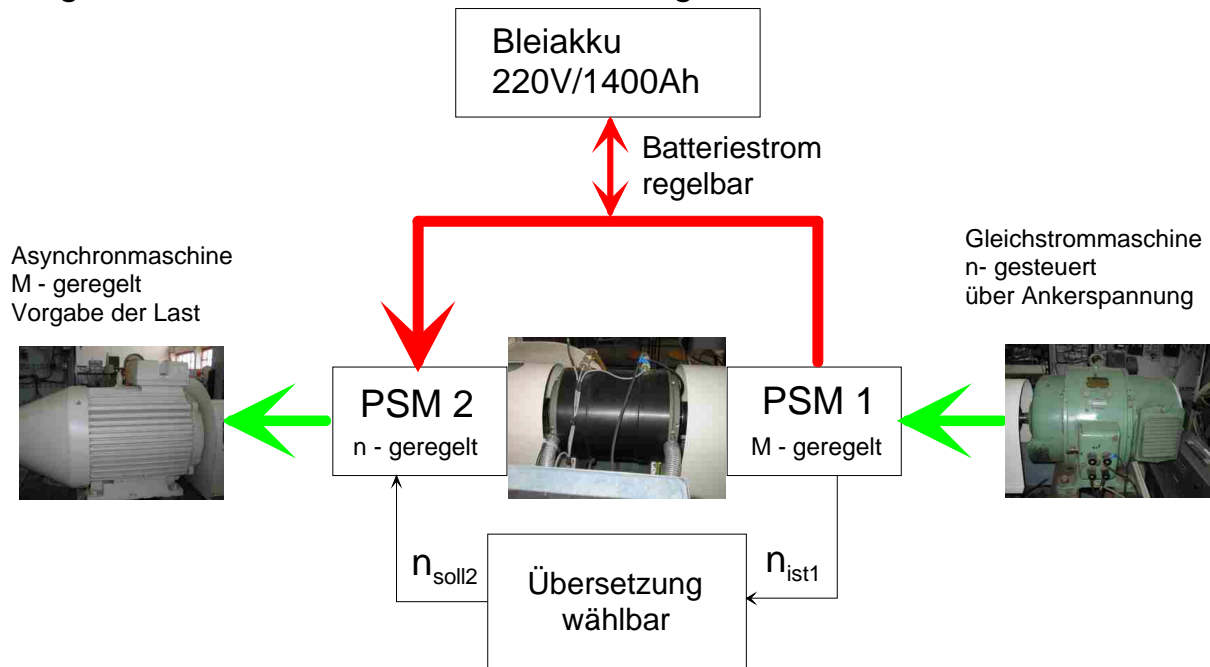 Bleiakku
220V/1400Ah
Batteriestrom
regelbar
Asynchronmaschine
M - geregelt
Vorgabe der Last
Gleichstrommaschine
n- gesteuert
über Ankerspannung
PSM 2
n - geregelt
PSM 1
M - geregelt
nsoll2
nist1
Übersetzung
wählbar